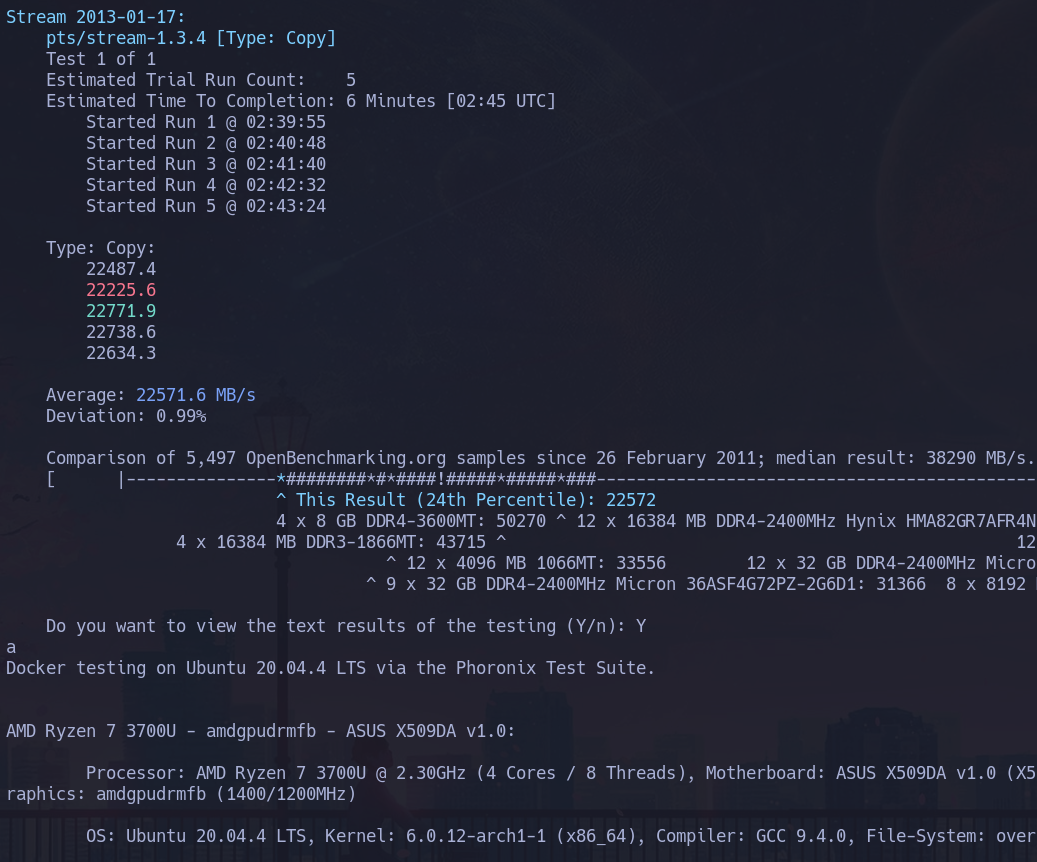 Stream 2013-01-17:
    pts/stream-1.3.4 [Type: Copy]
    Test 1 of 1
    Estimated Trial Run Count:    5
    Estimated Time To Completion: 6 Minutes [02:45 UTC]
        Started Run 1 @ 02:39:55
        Started Run 2 @ 02:40:48
        Started Run 3 @ 02:41:40
        Started Run 4 @ 02:42:32
        Started Run 5 @ 02:43:24

    Type: Copy:
        22487.4
        22225.6
        22771.9
        22738.6
        22634.3

    Average: 22571.6 MB/s
    Deviation: 0.99%

    Comparison of 5,497 OpenBenchmarking.org samples since 26 February 2011; median result: 38290 MB/s.
    [      |---------------*########*#*####!#####*#####*###--------------------------------------------
                           ^ This Result (24th Percentile): 22572
                           4 x 8 GB DDR4-3600MT: 50270 ^ 12 x 16384 MB DDR4-2400MHz Hynix HMA82GR7AFR4N
                 4 x 16384 MB DDR3-1866MT: 43715 ^                                                   12
                                      ^ 12 x 4096 MB 1066MT: 33556        12 x 32 GB DDR4-2400MHz Micro
                                    ^ 9 x 32 GB DDR4-2400MHz Micron 36ASF4G72PZ-2G6D1: 31366  8 x 8192

    Do you want to view the text results of the testing (Y/n): Y
a
Docker testing on Ubuntu 20.04.4 LTS via the Phoronix Test Suite.


AMD Ryzen 7 3700U - amdgpudrmfb - ASUS X509DA v1.0:

        Processor: AMD Ryzen 7 3700U @ 2.30GHz (4 Cores / 8 Threads), Motherboard: ASUS X509DA v1.0 (X5
raphics: amdgpudrmfb (1400/1200MHz)

        OS: Ubuntu 20.04.4 LTS, Kernel: 6.0.12-arch1-1 (x86_64), Compiler: GCC 9.4.0, File-System: over